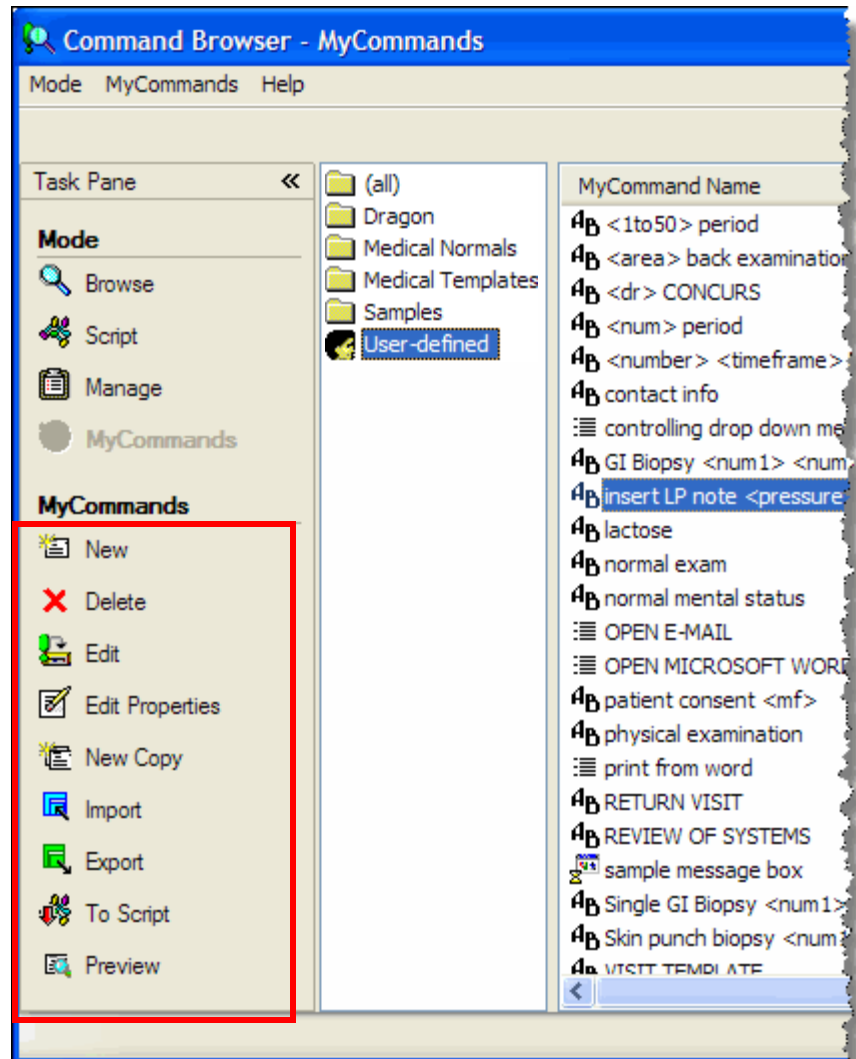 Command Browser - MyCommands
Mode MyCommands Help
Task Pane «
Mode
Browse
Script
Manage
MyCommands
MyCommands
New
Delete
Edit
Edit Properties
New Copy
Import
Export
To Script
Preview
(all)
Dragon
Medical Normals
Medical Templates
Samples
User-defined
MyCommand Name
<1to50> period
<area> back examination
<dr> CONCURS
<num> period
<number> <timeframe>
contact info
controlling drop down me
GI Biopsy <num1> <num
insert LP note <pressure
lactose
normal exam
normal mental status
OPEN E-MAIL
OPEN MICROSOFT WORD
patient consent <mf>
physical examination
print from word
RETURN VISIT
REVIEW OF SYSTEMS
sample message box
Single GI Biopsy <num1>
Skin punch biopsy <num1
VISIT TEMPLATE